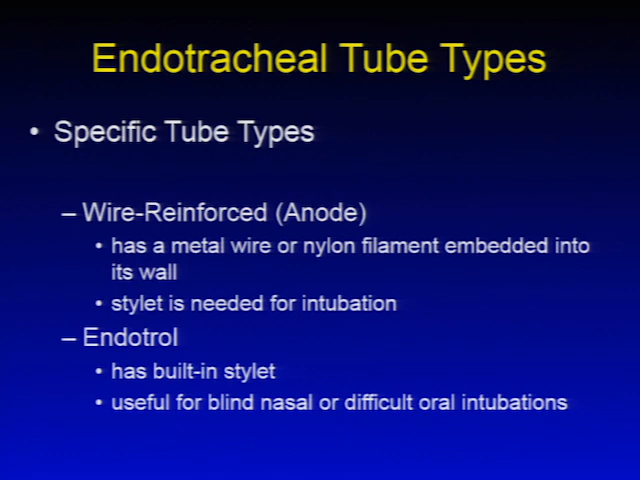 Endotracheal Tube Types
• Specific Tube Types
– Wire-Reinforced (Anode)
• has a metal wire or nylon filament embedded into
its wall
• stylet is needed for intubation
– Endotrol
• has built-in stylet
• useful for blind nasal or difficult oral intubations